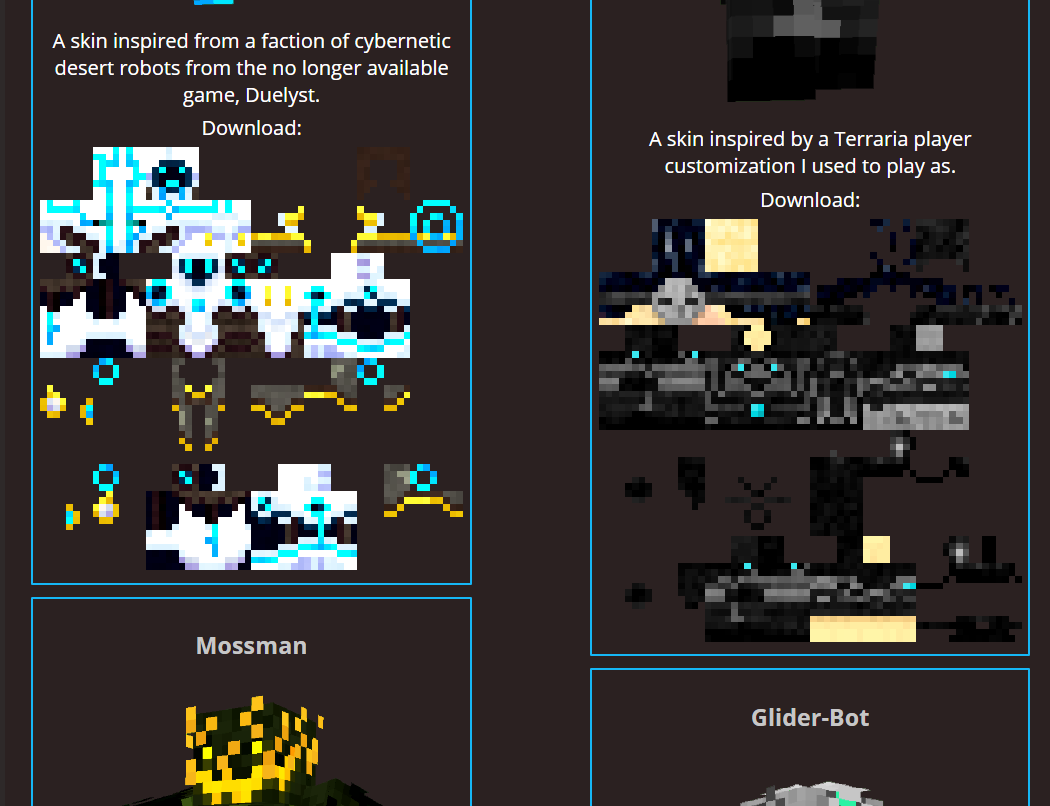 A skin inspired from a faction of cybernetic
desert robots from the no longer available
game, Duelyst.
Download:
Mossman
A skin inspired by a Terraria player
customization I used to play as.
Download:
Glider-Bot